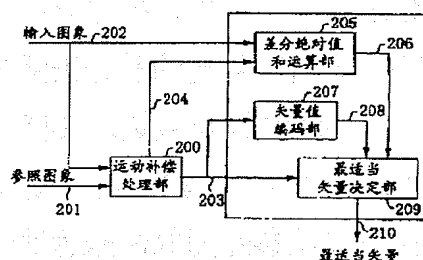 205
输入图象
202
差分绝对值
和运算部
206
204
207
矢量值
编码部
208
200
运动补偿
处理部
参照图象
201
203
最适当
矢量决定部
209
210
最适当矢量